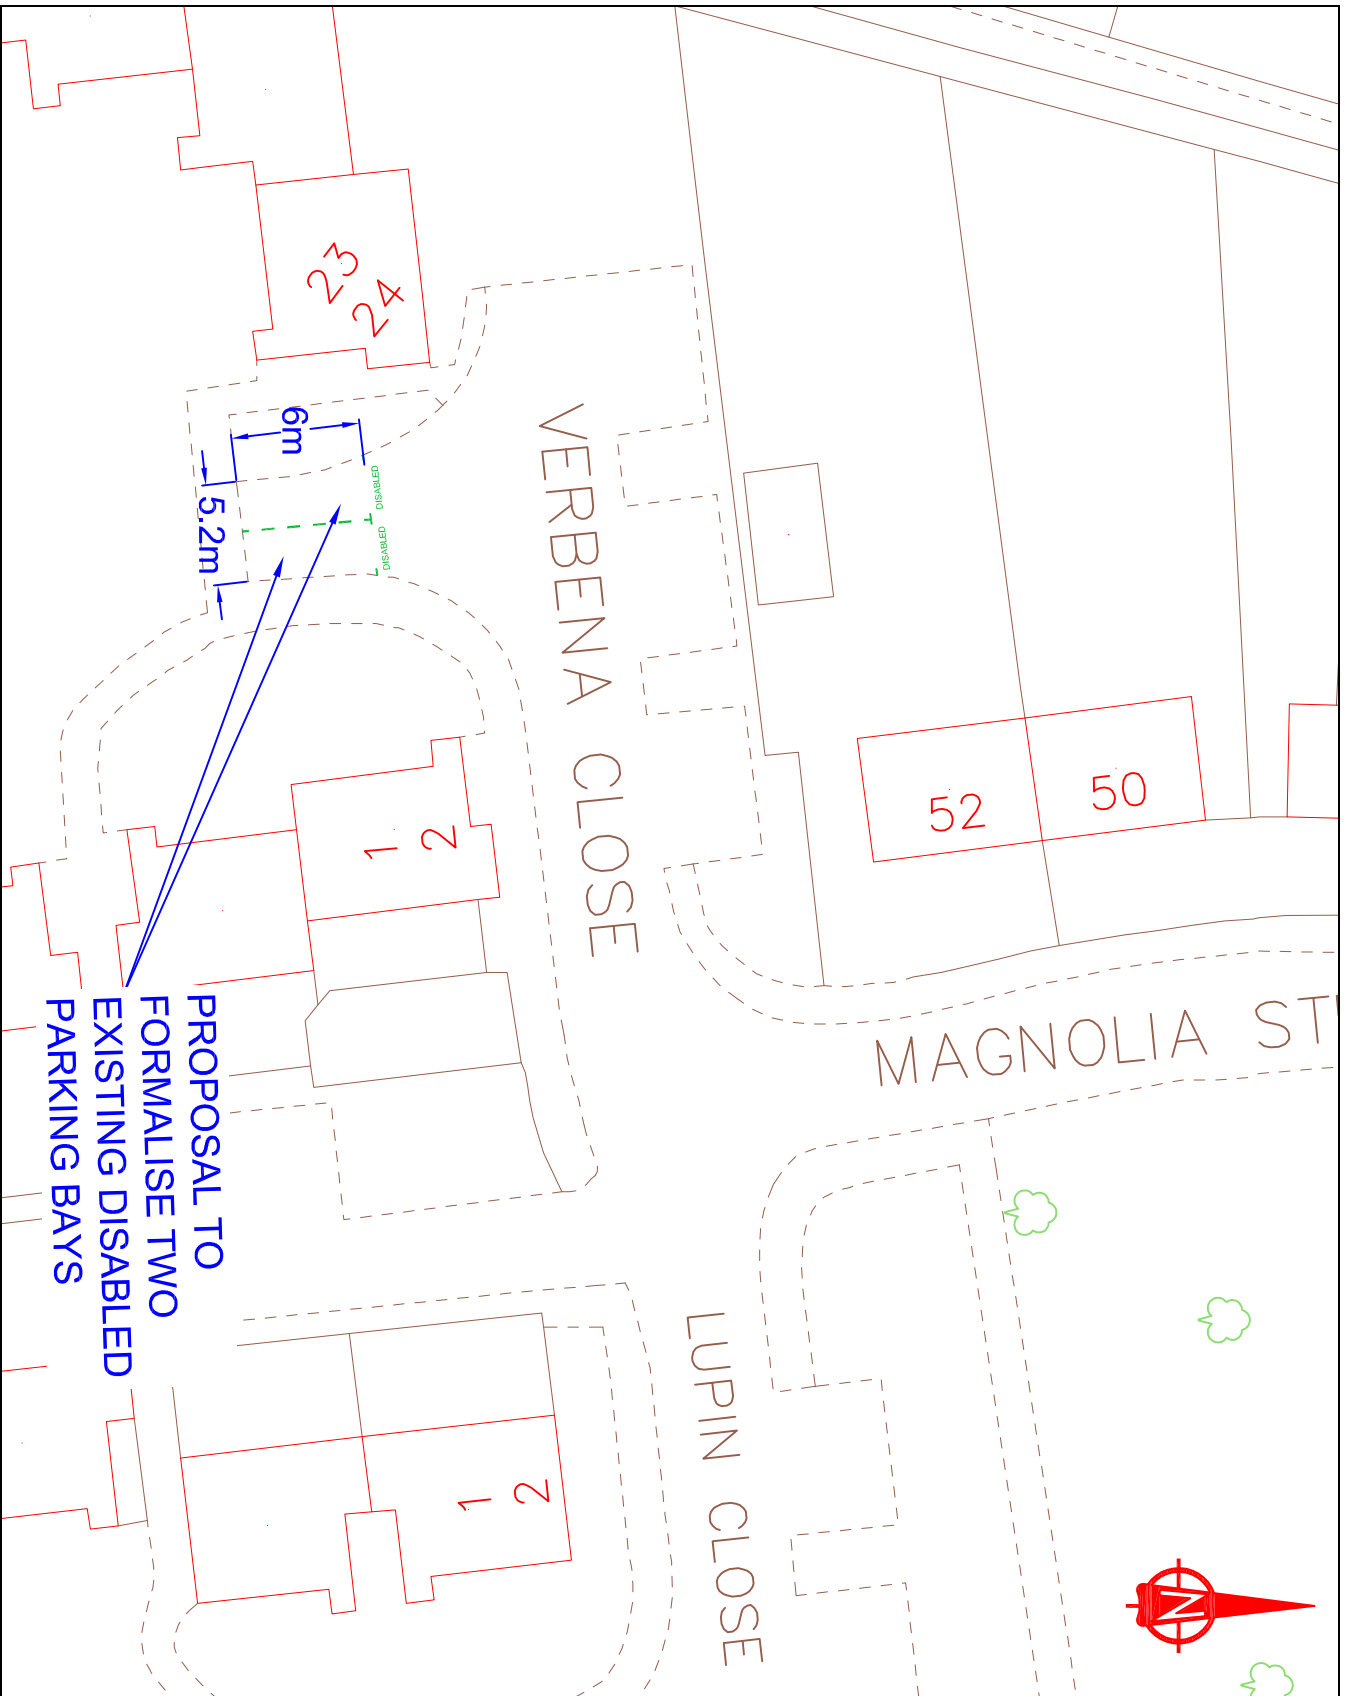 23
24
6m
5.2m
DISABLED
DISABLED
VERBENA CLOSE
1
2
52
50
MAGNOLIA ST
PROPOSAL TO
FORMALISE TWO
EXISTING DISABLED
PARKING BAYS
LUPIN CLOSE
1
2
N